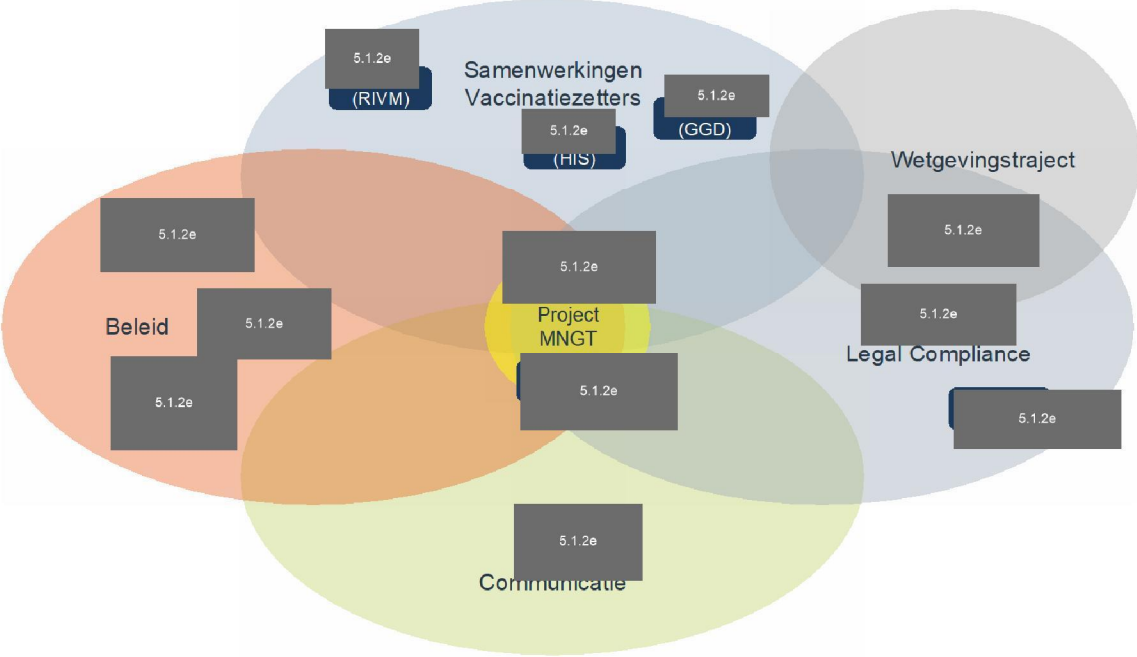 5.1.2e
(RIVM)
Samenwerkingen
Vaccinatiezetters
5.1.2e
(HIS)
5.1.2e
(GGD)
Wetgevingstraject
5.1.2e
5.1.2e
5.1.2e
Project
MNGT
5.1.2e
Beleid
5.1.2e
5.1.2e
5.1.2e
Legal Compliance
5.1.2e
5.1.2e
Communicatie